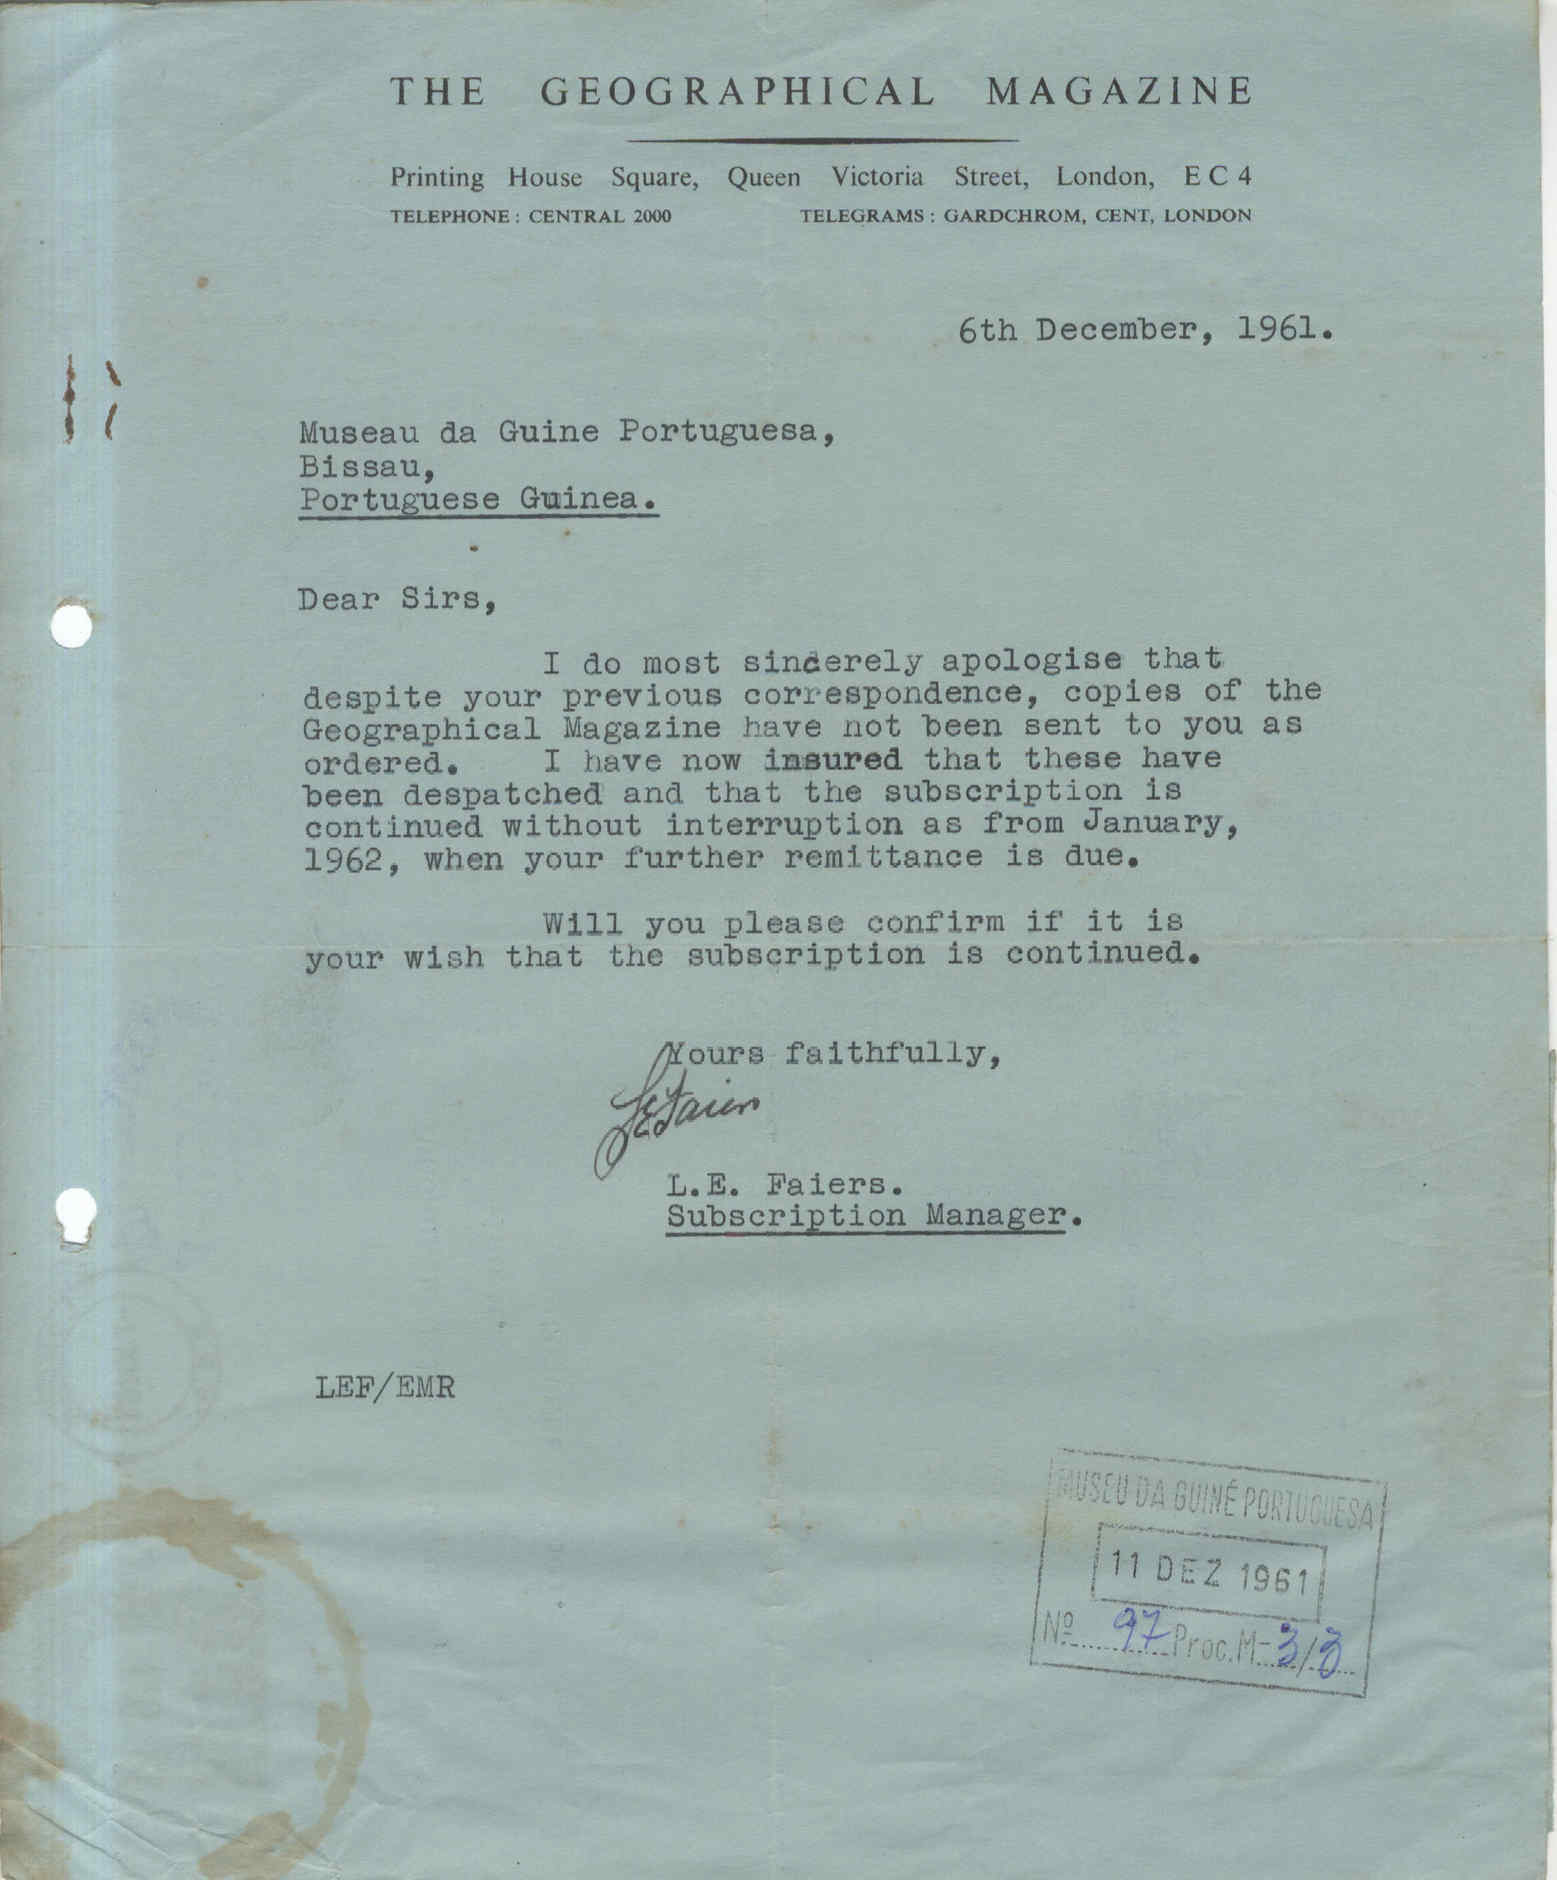 THE GEOGRAPHICAL MAGAZINE
Printing House Square, Queen Victoria Street, London, EC4
TELEPHONE: CENTRAL 2000 TELEGRAMS: GARDCHROM, CENT, LONDON
6th December, 1961.
Museau da Guine Portuguesa,
Bissau,
Portuguese Guinea.
Dear Sirs,
I do most sincerely apologise that
despite your previous correspondence, copies of the
Geographical Magazine have not been sent to you as
ordered. I have now insured that these have
been despatched and that the subscription is
continued without interruption as from January,
1962, when your further remittance is due.
Will you please confirm if it is
your wish that the subscription is continued.
Yours faithfully,
LEFaiers
L.E. Faiers.
Subscription Manager.
LEF/EMR
MUSEU DA GUINÉ PORTUGUESA
11 DEZ 1961
Nº 97 Proc. M-3/3